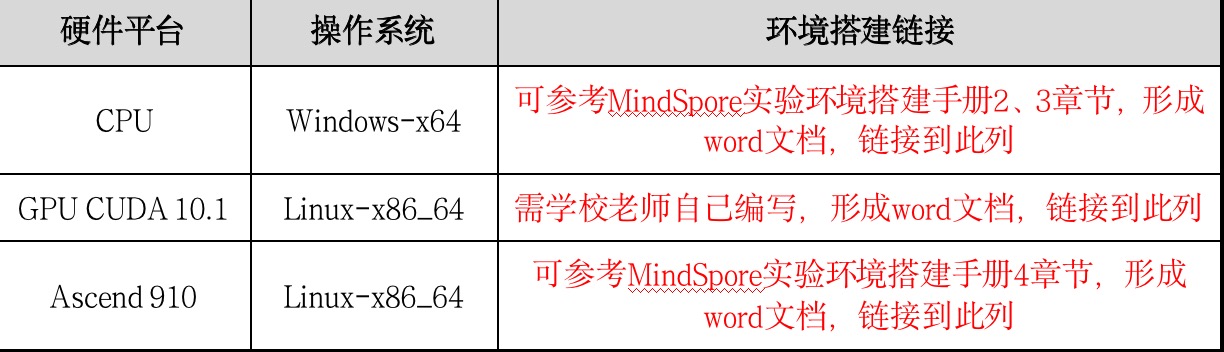 硬件平台 操作系统 环境搭建链接
CPU Windows-x64 可参考MindSpore实验环境搭建手册2、3章节，形成
word文档，链接到此列
GPU CUDA 10.1 Linux-x86_64 需学校老师自己编写，形成word文档，链接到此列
Ascend 910 Linux-x86_64 可参考MindSpore实验环境搭建手册4章节，形成
word文档，链接到此列